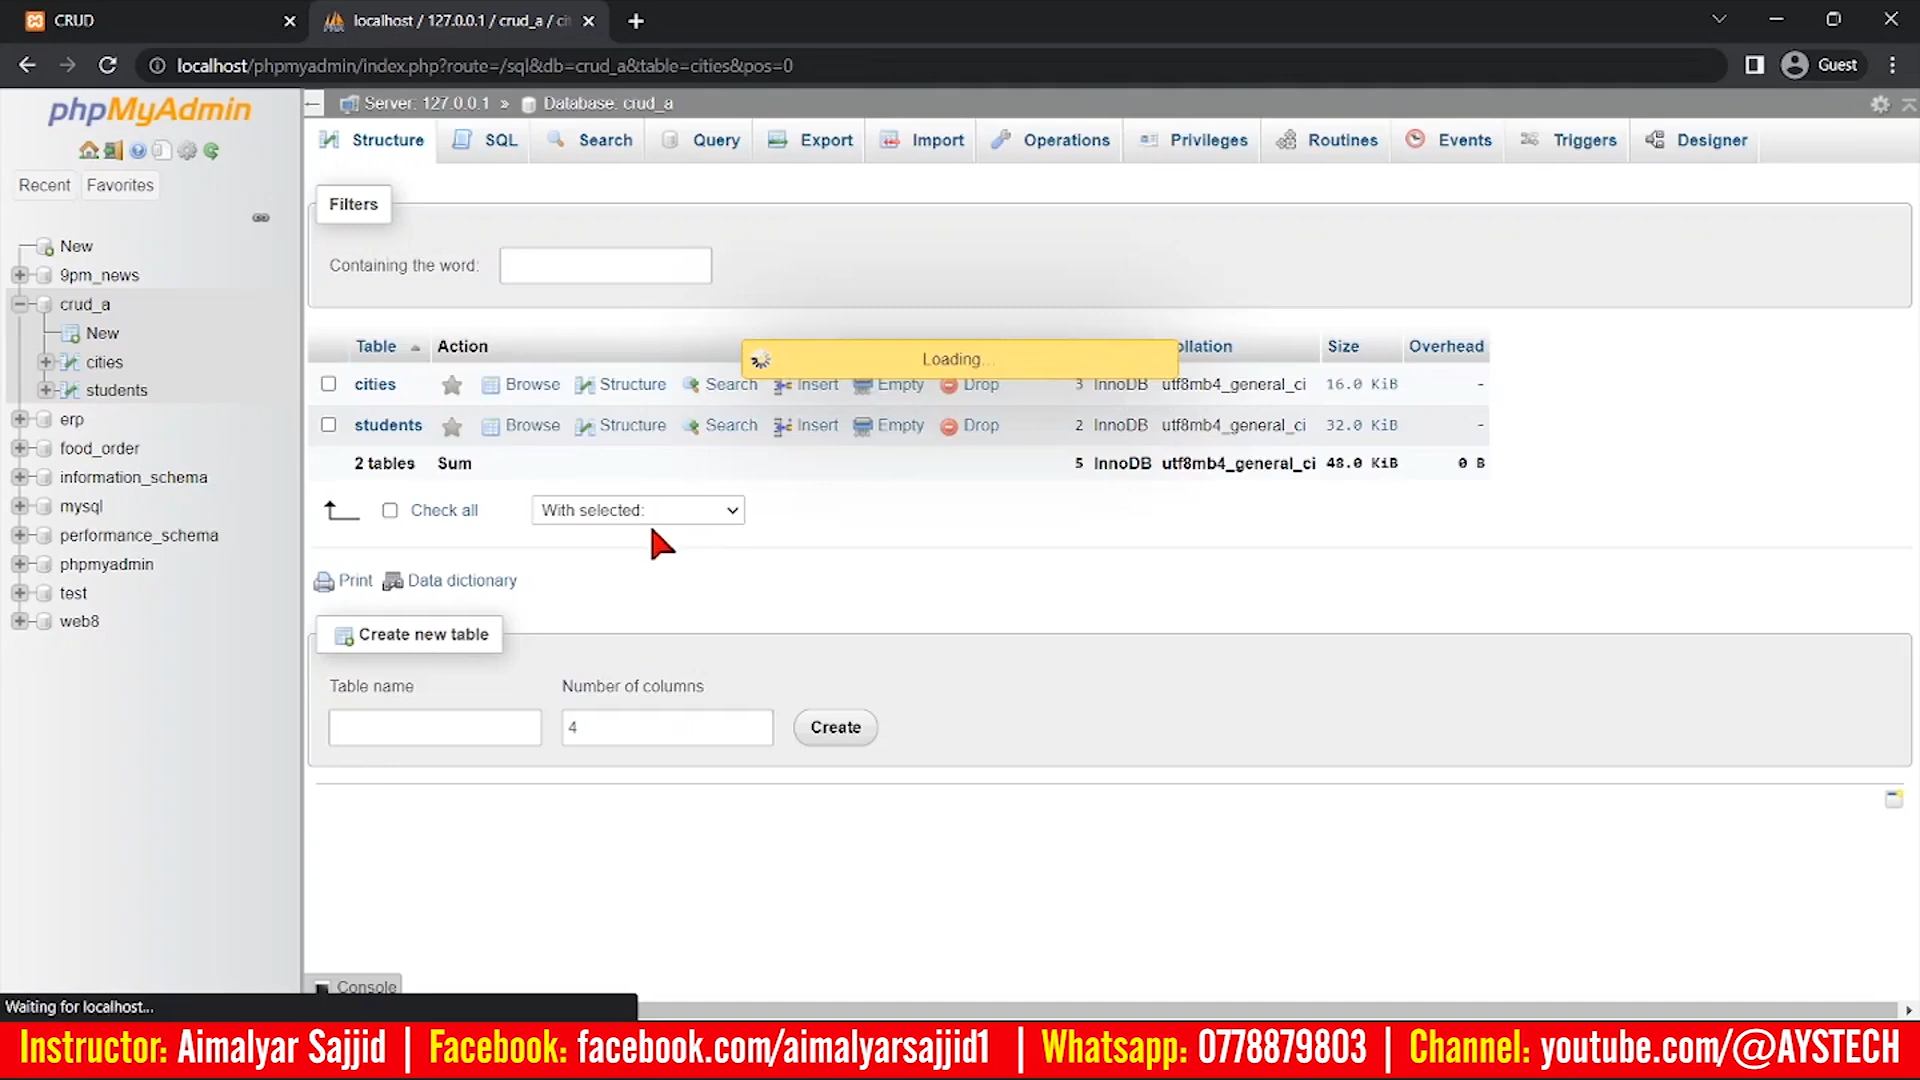 CRUD
localhost / 127.0.0.1 / crud_a / ci
localhost/phpmyadmin/index.php?route=/sql&db=crud_a&table=cities&pos=0
Guest
phpMyAdmin
Recent Favorites
New
9pm_news
crud_a
New
cities
students
erp
food_order
information_schema
mysql
performance_schema
phpmyadmin
test
web8
Server: 127.0.0.1 » Database: crud_a
Structure SQL Search Query Export Import Operations Privileges Routines Events Triggers Designer
Filters
Containing the word:
Loading...
Table Action ollation Size Overhead
cities Browse Structure Search Insert Empty Drop 3 InnoDB utf8mb4_general_ci 16.0 KiB -
students Browse Structure Search Insert Empty Drop 2 InnoDB utf8mb4_general_ci 32.0 KiB -
2 tables Sum 5 InnoDB utf8mb4_general_ci 48.0 KiB 0 B
Check all With selected:
Print Data dictionary
Create new table
Table name Number of columns
4 Create
Console
Waiting for localhost...
Instructor: Aimalyar Sajjid | Facebook: facebook.com/aimalyarsajjid1 | Whatsapp: 0778879803 | Channel: youtube.com/@AYSTECH